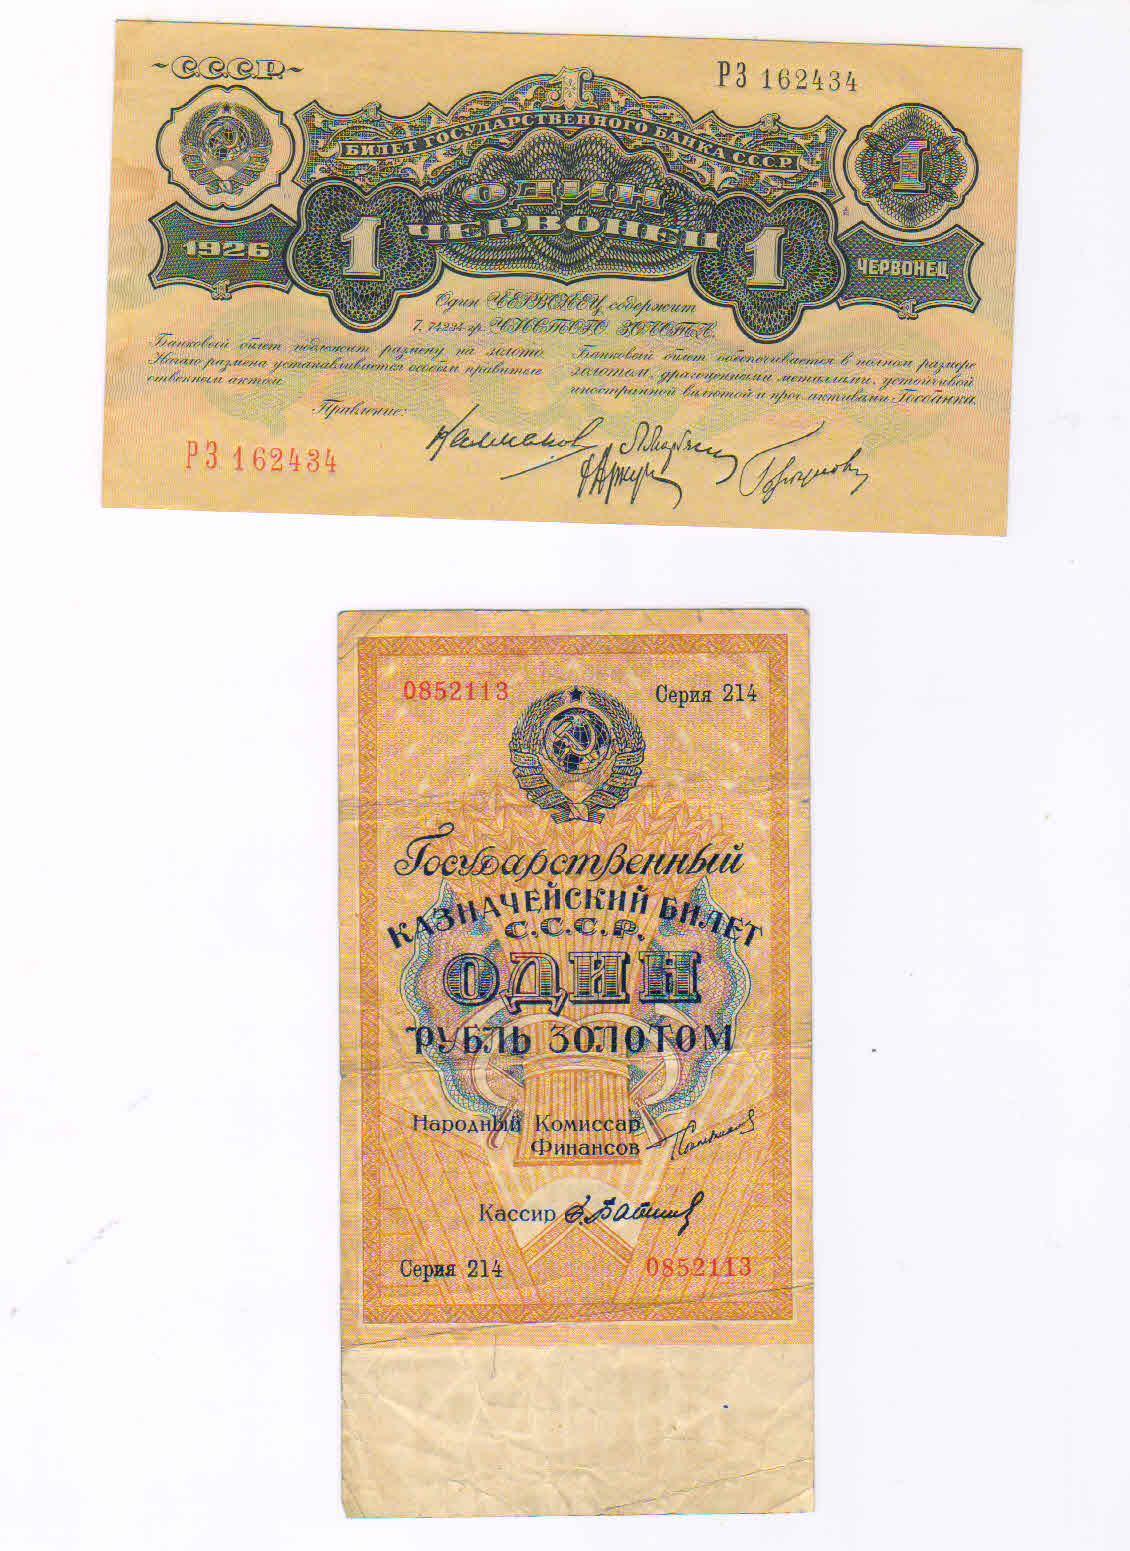 СССР
РЗ 162434
БИЛЕТ ГОСУДАРСТВЕННОГО БАНКА СССР
1
ОДИН
ЧЕРВОНЕЦ
1926
1
1
ЧЕРВОНЕЦ
Один ЧЕРВОНЕЦ содержит
7,74234 гр. ЧИСТОГО ЗОЛОТА.
Банковый билет подлежит размену на золото.
Начало размена устанавливается особым правитель
ственным актом.
Банковый билет обеспечивается в полном размере
золотом, драгоценными металлами, устойчивой
иностранной валютой и проч. активами Госбанка.
Правление:
РЗ 162434
0852113
Серия 214
Государственный
КАЗНАЧЕЙСКИЙ БИЛЕТ
С.С.С.Р.
ОДИН
РУБЛЬ ЗОЛОТОМ
Народный Комиссар
Финансов
Кассир
Серия 214
0852113